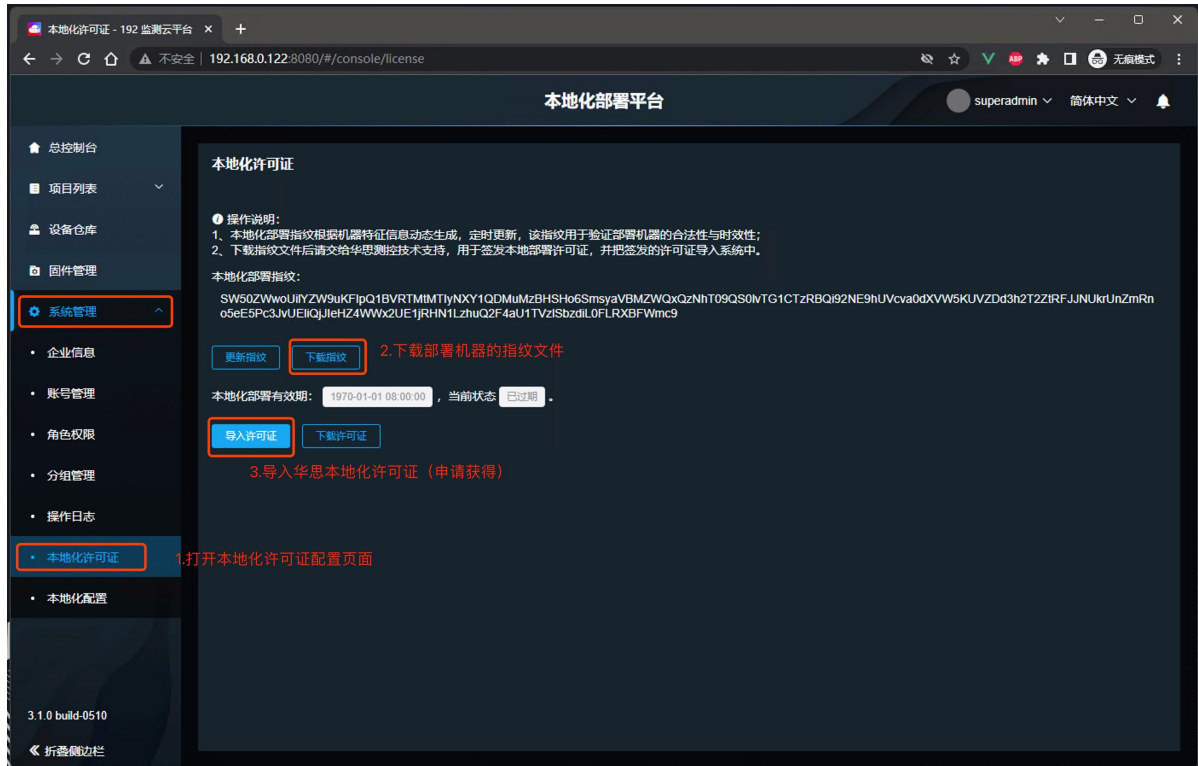 本地化许可证 - 192 监测云平台
不安全 192.168.0.122:8080/#/console/license
ABP
无痕模式
本地化部署平台
superadmin
简体中文
总控制台
项目列表
设备仓库
固件管理
系统管理
企业信息
账号管理
角色权限
分组管理
操作日志
本地化许可证
本地化配置
3.1.0 build-0510
折叠侧边栏
本地化许可证
操作说明:
1、本地化部署指纹根据机器特征信息动态生成，定时更新，该指纹用于验证部署机器的合法性与时效性；
2、下载指纹文件后请交给华思测控技术支持，用于签发本地部署许可证，并把签发的许可证导入系统中。
本地化部署指纹：
SW50ZWwoUilYZW9uKFIpQ1BVRTMtMTIyNXY1QDMuMzBHSHo6SmsyaVBMZWQxQzNhT09QS0lvTG1CTzRBQi92NE9hUVcva0dXVW5KUVZDd3h2T2ZtRFJJNUkrUnZmRn
o5eE5Pc3JvUEliQjJIeHZ4WWx2UE1jRHN1LzhuQ2F4aU1TVzlSbzdiL0FLRXBFWmc9
更新指纹
下载指纹
2.下载部署机器的指纹文件
本地化部署有效期： 1970-01-01 08:00:00 ，当前状态 已过期 。
导入许可证
下载许可证
3.导入华思本地化许可证（申请获得）
1.打开本地化许可证配置页面